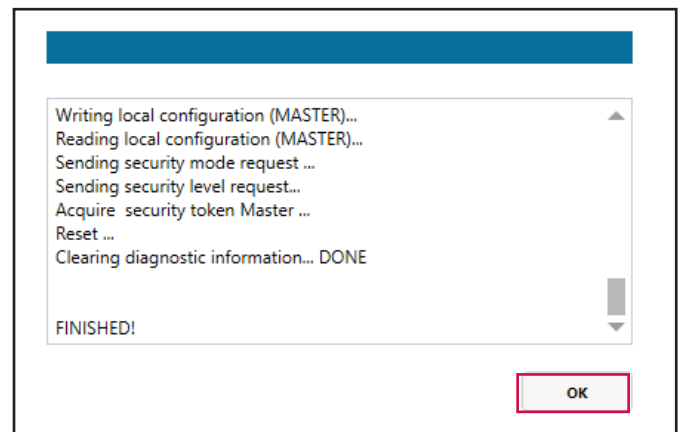 Writing local configuration (MASTER)...
Reading local configuration (MASTER)...
Sending security mode request ...
Sending security level request...
Acquire  security token Master ...
Reset ...
Clearing diagnostic information... DONE
FINISHED!
OK